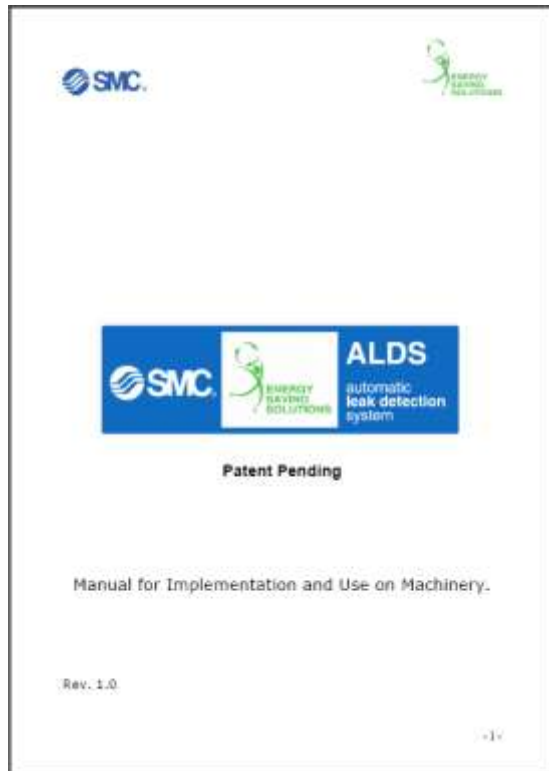 SMC.
ENERGY
SAVING
SOLUTIONS
SMC.
ENERGY
SAVING
SOLUTIONS
ALDS
automatic
leak detection
system
Patent Pending
Manual for Implementation and Use on Machinery.
Rev. 1.0
-1-